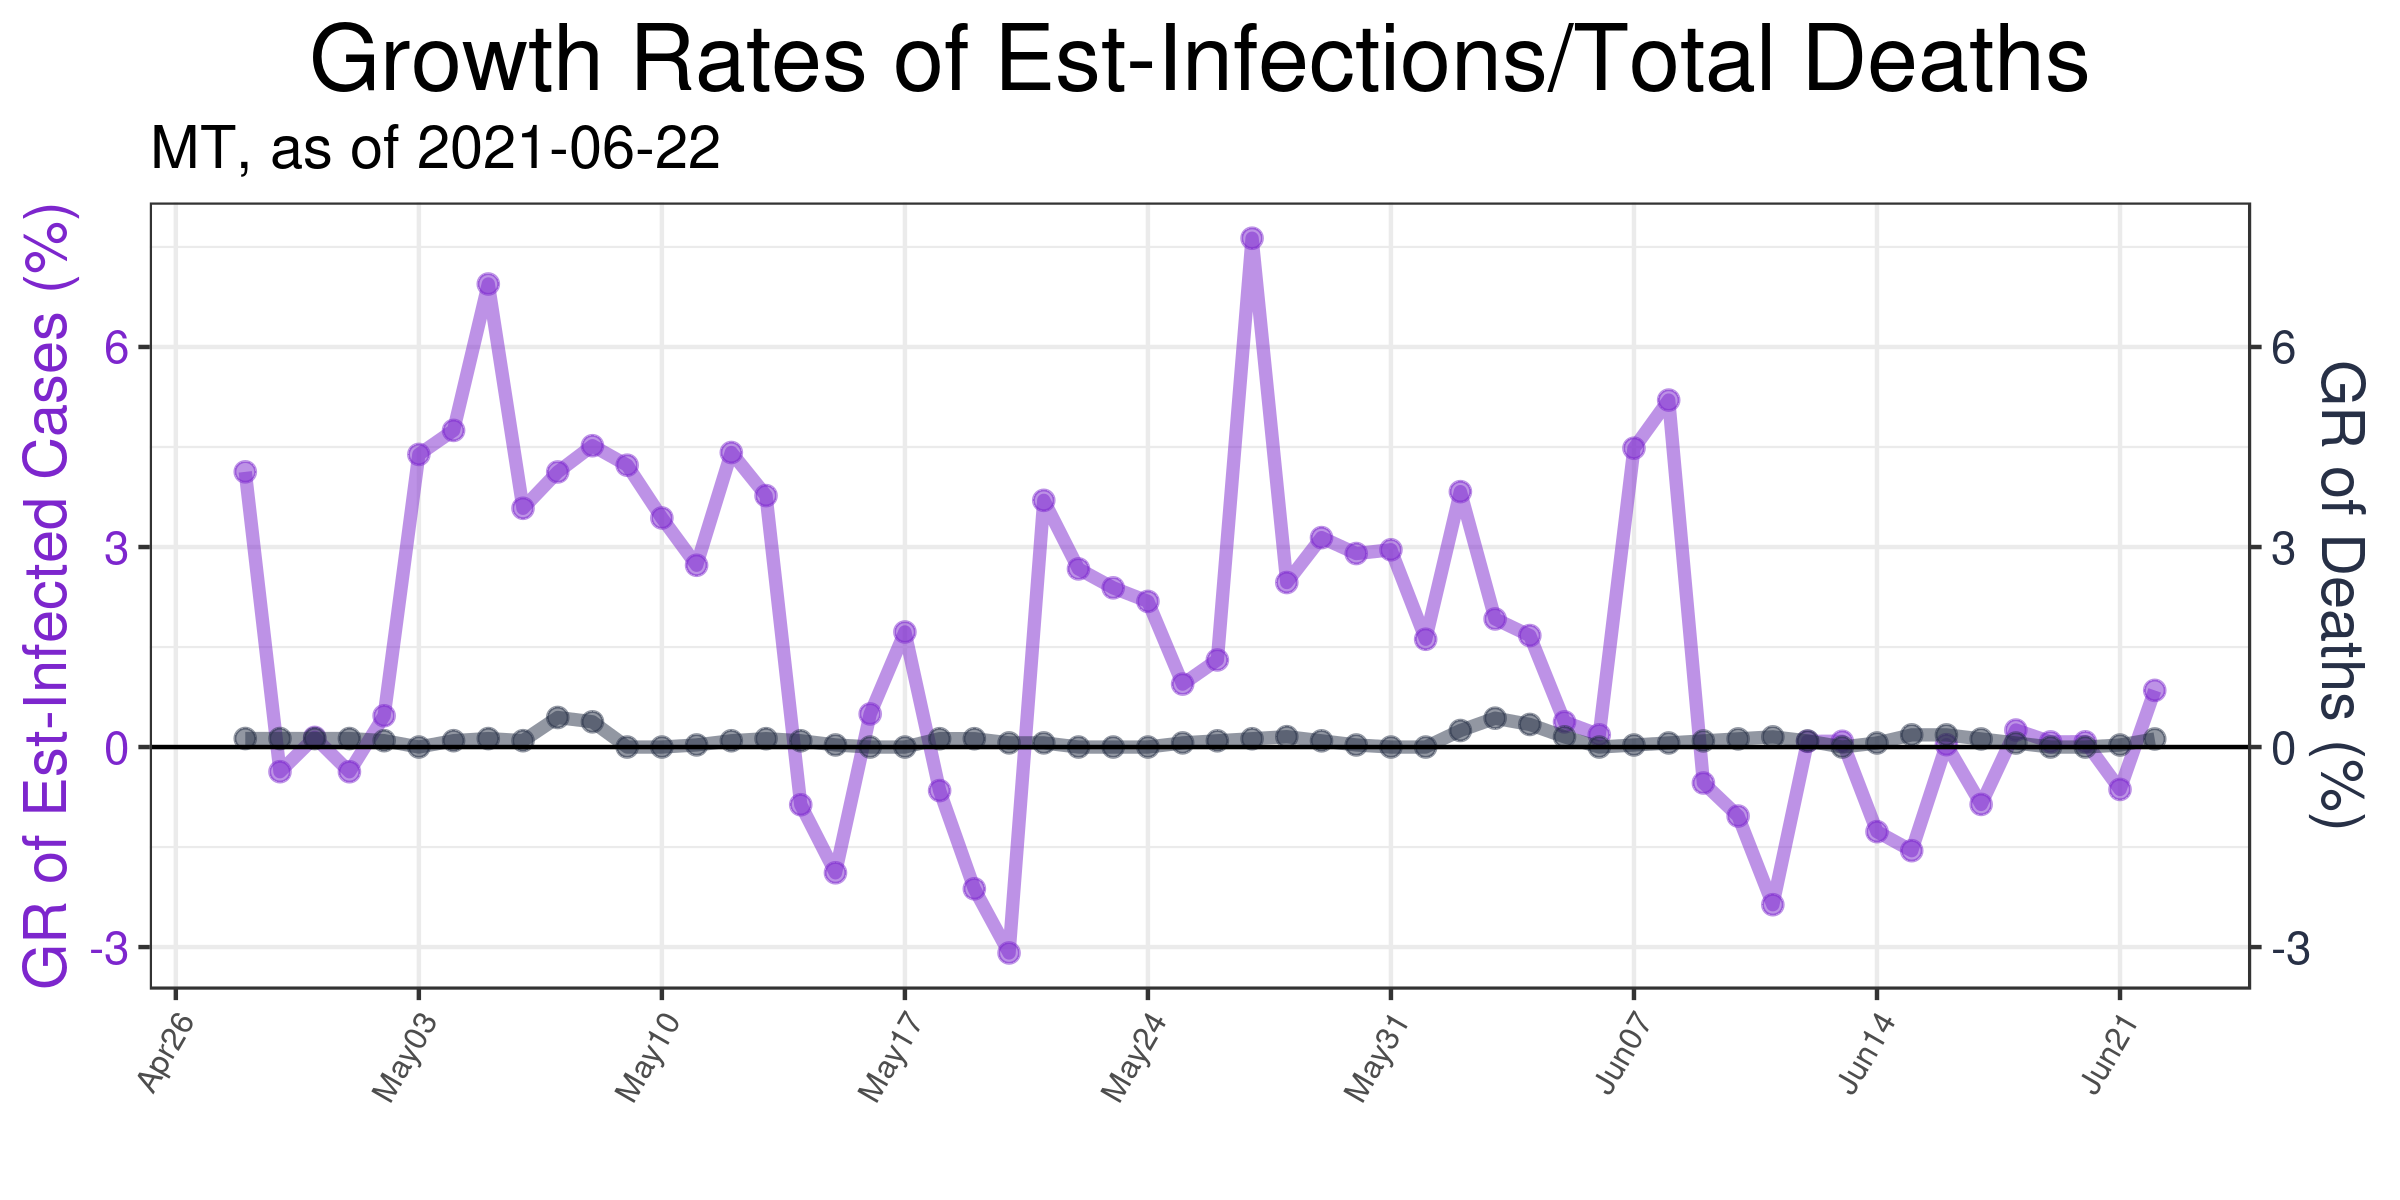 Growth Rates of Est-Infections/Total Deaths
MT, as of 2021-06-22
GR of Est-Infected Cases (%)
6
3
0
-3
6
3
0
-3
GR of Deaths (%)
Apr26
May03
May10
May17
May24
May31
Jun07
Jun14
Jun21